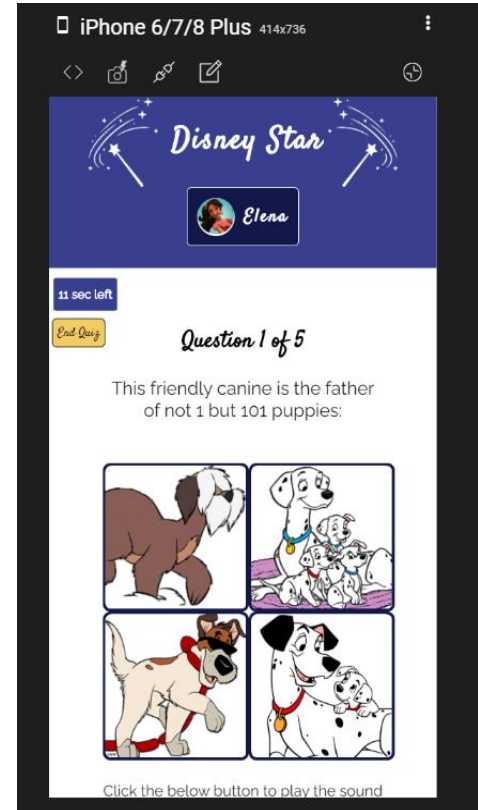 iPhone 6/7/8 Plus 414x736
Disney Star
Elena
11 sec left
End Quiz
Question 1 of 5
This friendly canine is the father
of not 1 but 101 puppies:
Click the below button to play the sound